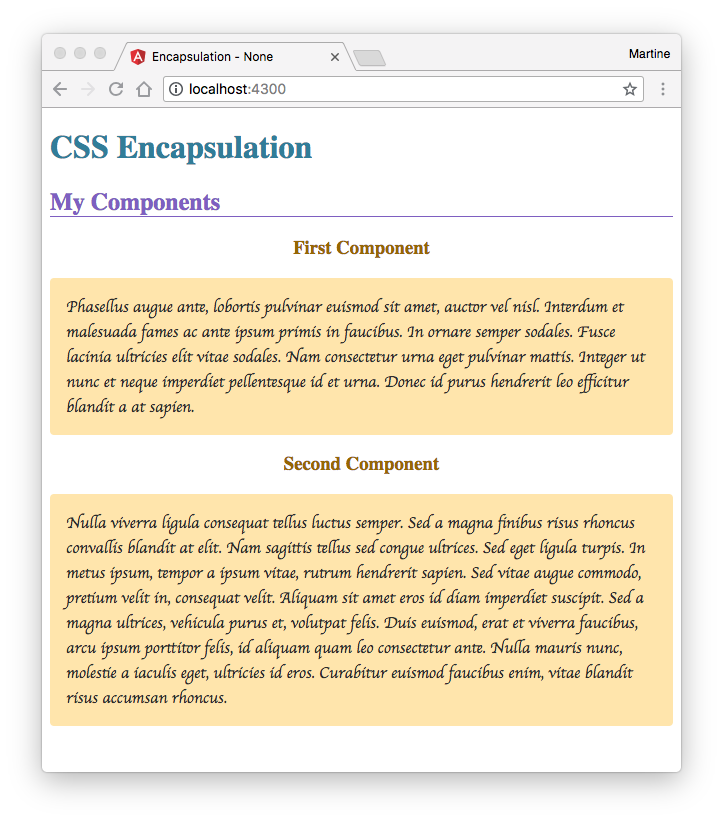 Encapsulation - None
Martine
localhost:4300
CSS Encapsulation
My Components
First Component
Phasellus augue ante, lobortis pulvinar euismod sit amet, auctor vel nisl. Interdum et
malesuada fames ac ante ipsum primis in faucibus. In ornare semper sodales. Fusce
lacinia ultricies elit vitae sodales. Nam consectetur urna eget pulvinar mattis. Integer ut
nunc et neque imperdiet pellentesque id et urna. Donec id purus hendrerit leo efficitur
blandit a at sapien.
Second Component
Nulla viverra ligula consequat tellus luctus semper. Sed a magna finibus risus rhoncus
convallis blandit at elit. Nam sagittis tellus sed congue ultrices. Sed eget ligula turpis. In
metus ipsum, tempor a ipsum vitae, rutrum hendrerit sapien. Sed vitae augue commodo,
pretium velit in, consequat velit. Aliquam sit amet eros id diam imperdiet suscipit. Sed a
magna ultrices, vehicula purus et, volutpat felis. Duis euismod, erat et viverra faucibus,
arcu ipsum porttitor felis, id aliquam quam leo consectetur ante. Nulla mauris nunc,
molestie a iaculis eget, ultricies id eros. Curabitur euismod faucibus enim, vitae blandit
risus accumsan rhoncus.